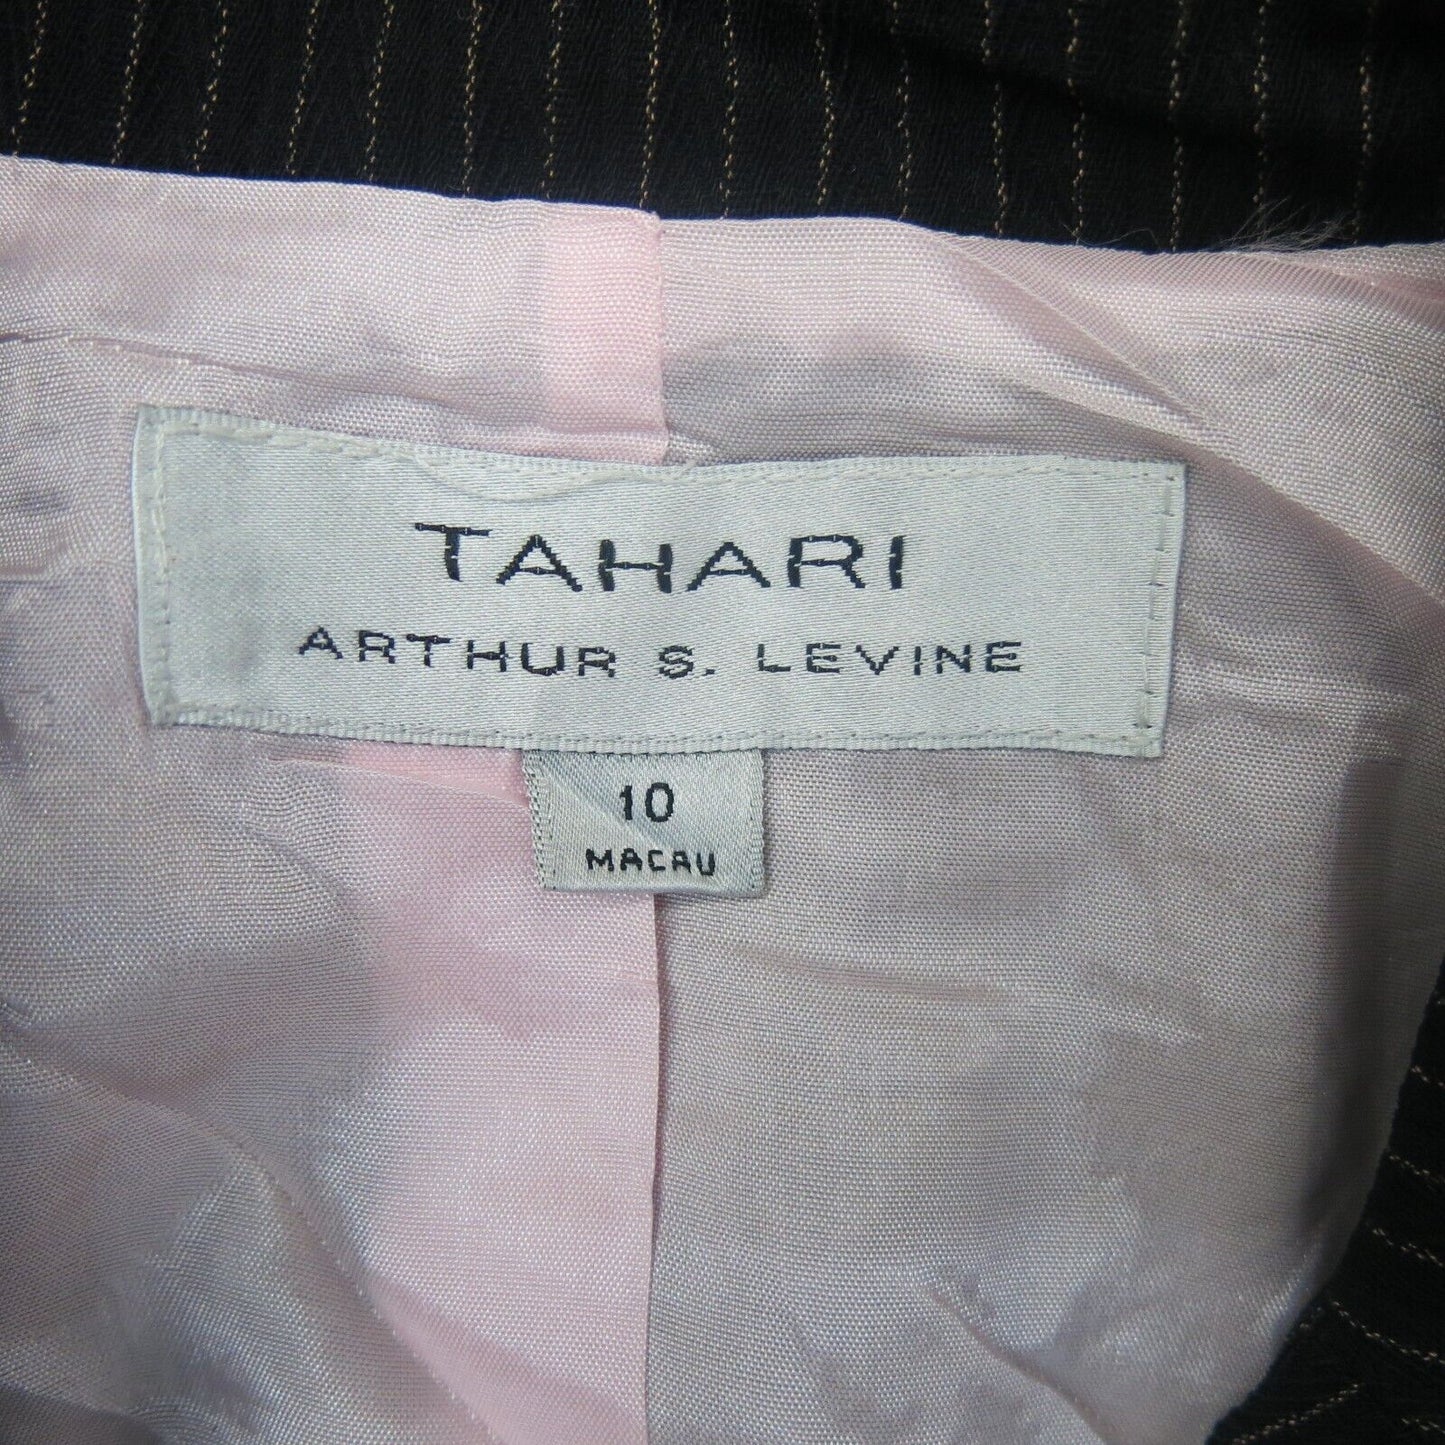 TAHARI
ARTHUR S. LEVINE
10
MACAU